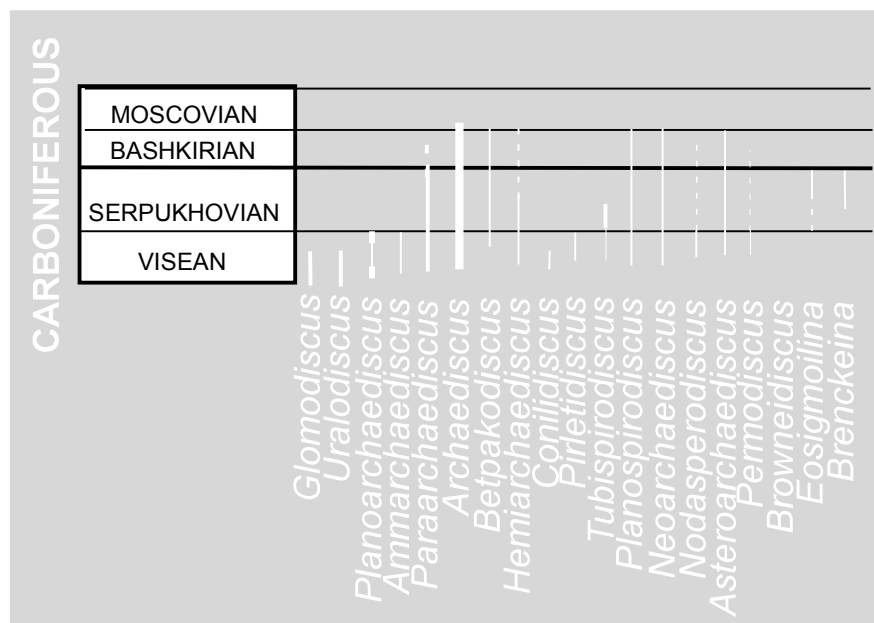 CARBONIFEROUS
MOSCOVIAN
BASHKIRIAN
SERPUKHOVIAN
VISEAN
Glomodiscus
Uralodiscus
Planoarchaediscus
Ammarchaediscus
Paraarchaediscus
Archaediscus
Betpakodiscus
Hemiarchaediscus
Conilidiscus
Pirletidiscus
Tubispirodiscus
Planospirodiscus
Neoarchaediscus
Nodasperodiscus
Asteroarchaediscus
Permodiscus
Browneidiscus
Eosigmoilina
Brenckeina